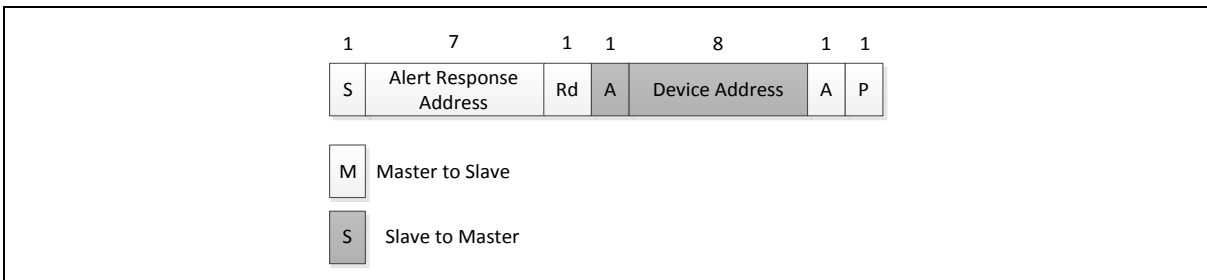 1 7 1 1 8 1 1
S Alert Response Address Rd A Device Address A P
M Master to Slave
S Slave to Master